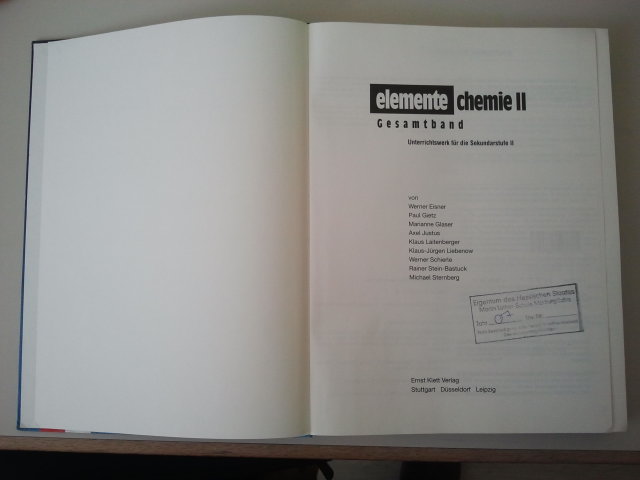 elemente chemie II
Gesamtband
Unterrichtswerk für die Sekundarstufe II
von
Werner Eisner
Paul Gietz
Marianne Glaser
Axel Justus
Klaus Laitenberger
Klaus-Jürgen Liebenow
Werner Schierle
Rainer Stein-Bastuck
Michael Sternberg
Eigentum des Hessischen Staates
Jahr 07
Ernst Klett Verlag
Stuttgart Düsseldorf Leipzig